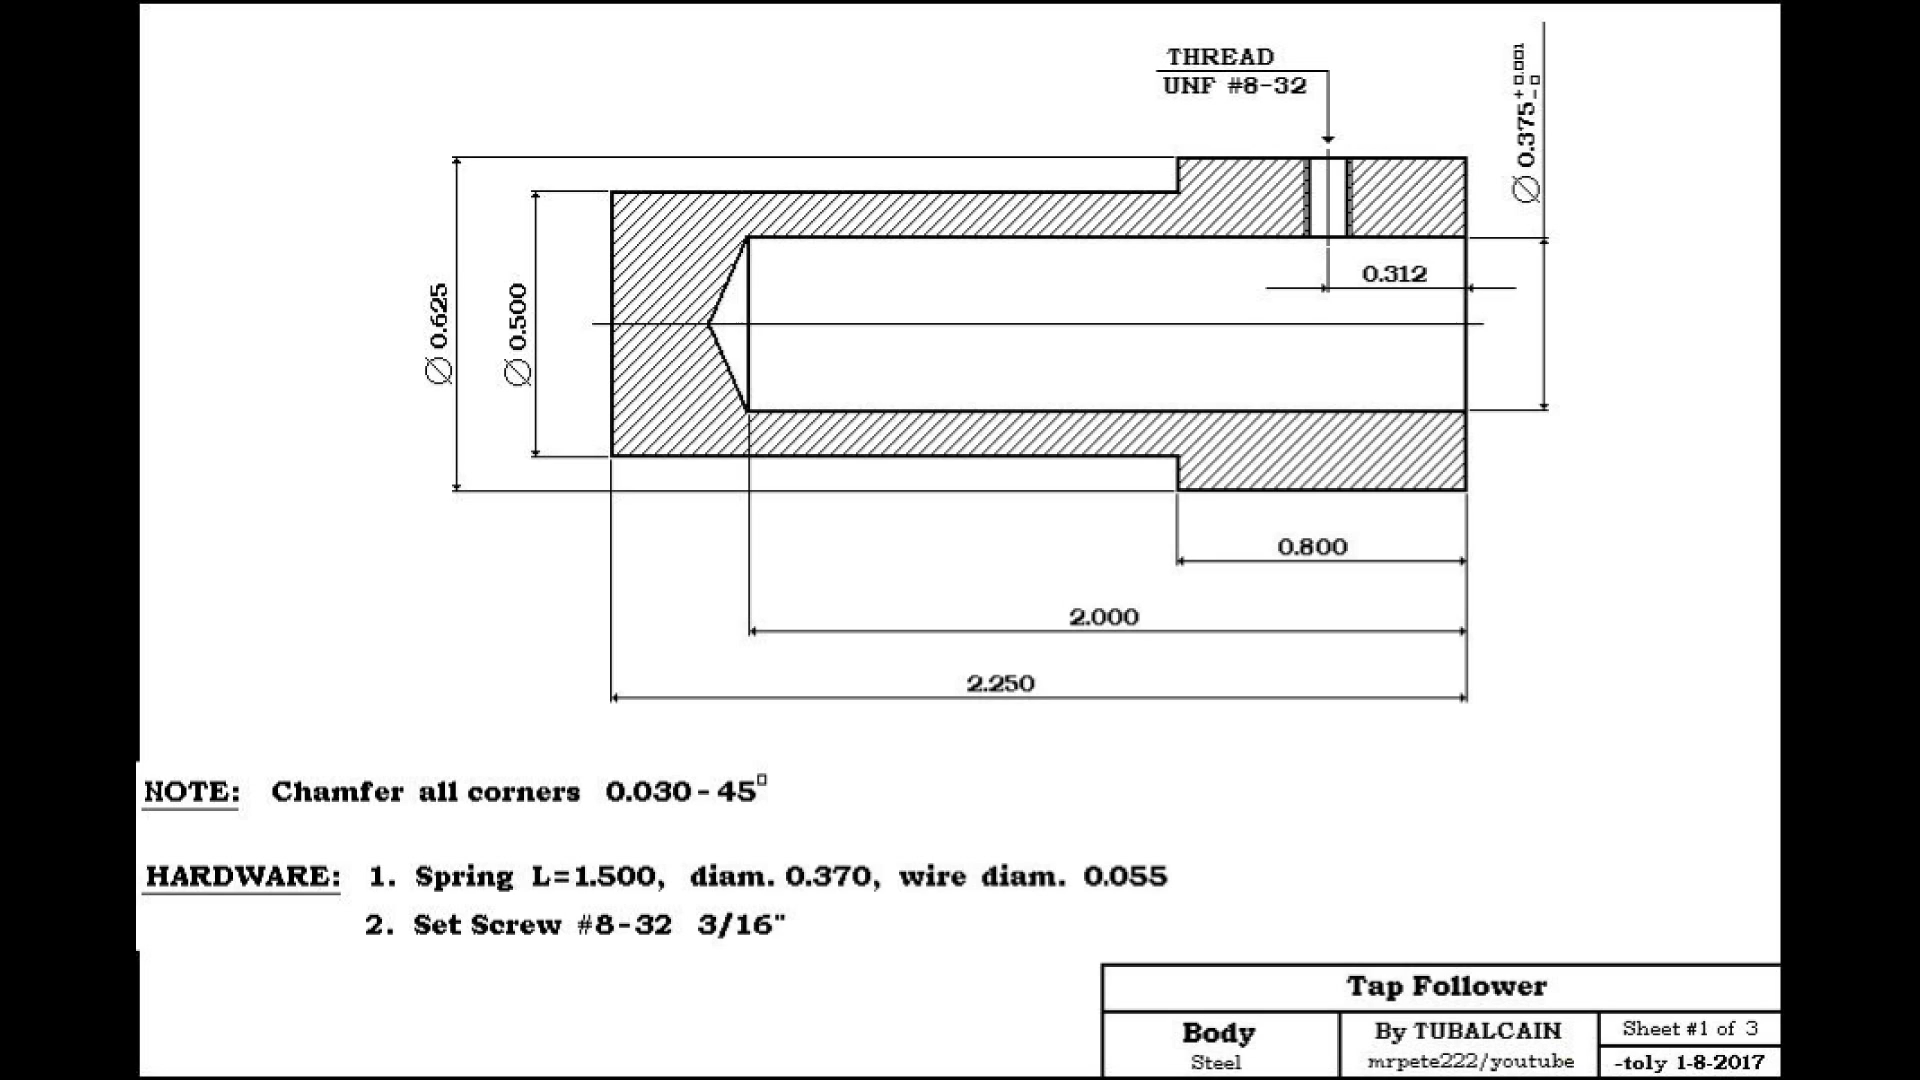 THREAD
UNF #8-32
Ø 0.375 +0.001 -0
0.312
Ø 0.625
Ø 0.500
0.800
2.000
2.250
NOTE: Chamfer all corners 0.030-45°
HARDWARE: 1. Spring L=1.500, diam. 0.370, wire diam. 0.055
2. Set Screw #8-32 3/16"
Tap Follower
Body
Steel
By TUBALCAIN
mrpete222/youtube
Sheet #1 of 3
-toly 1-8-2017